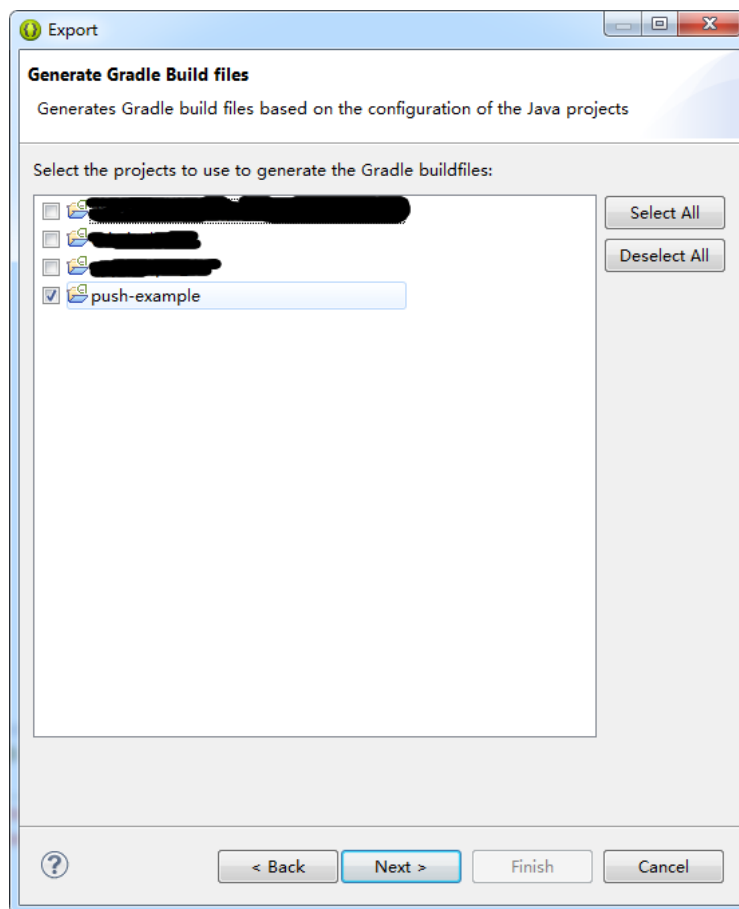 Export
Generate Gradle Build files
Generates Gradle build files based on the configuration of the Java projects
Select the projects to use to generate the Gradle buildfiles:
Select All
Deselect All
push-example
?
< Back
Next >
Finish
Cancel